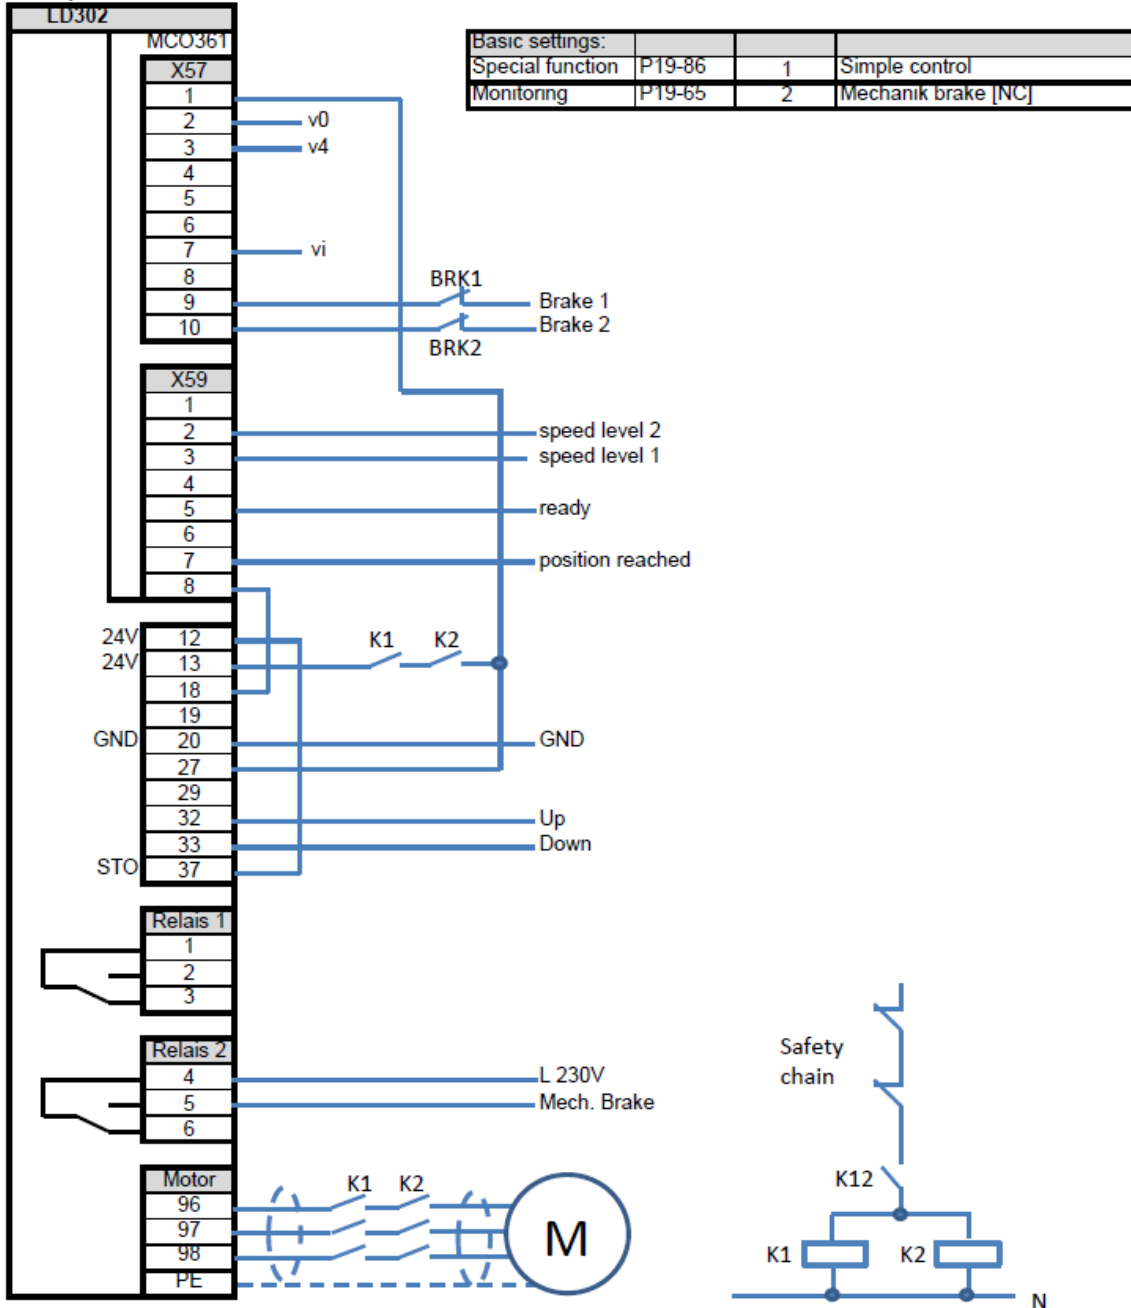 LD302
MCO361
Basic settings:
Special function P19-86 1 Simple control
Monitoring P19-65 2 Mechanik brake [NC]
X57
1
2 v0
3 v4
4
5
6
7 vi
8
BRK1
9 Brake 1
10 Brake 2
BRK2
X59
1
2 speed level 2
3 speed level 1
4
5 ready
6
7 position reached
8
24V 12 K1 K2
24V 13
18
19
GND 20 GND
27
29
32 Up
33 Down
STO 37
Relais 1
1
2
3
Relais 2
4 L 230V
5 Mech. Brake
6
Safety
chain
K12
Motor
96 K1 K2
97 M
98
PE
K1 K2
N